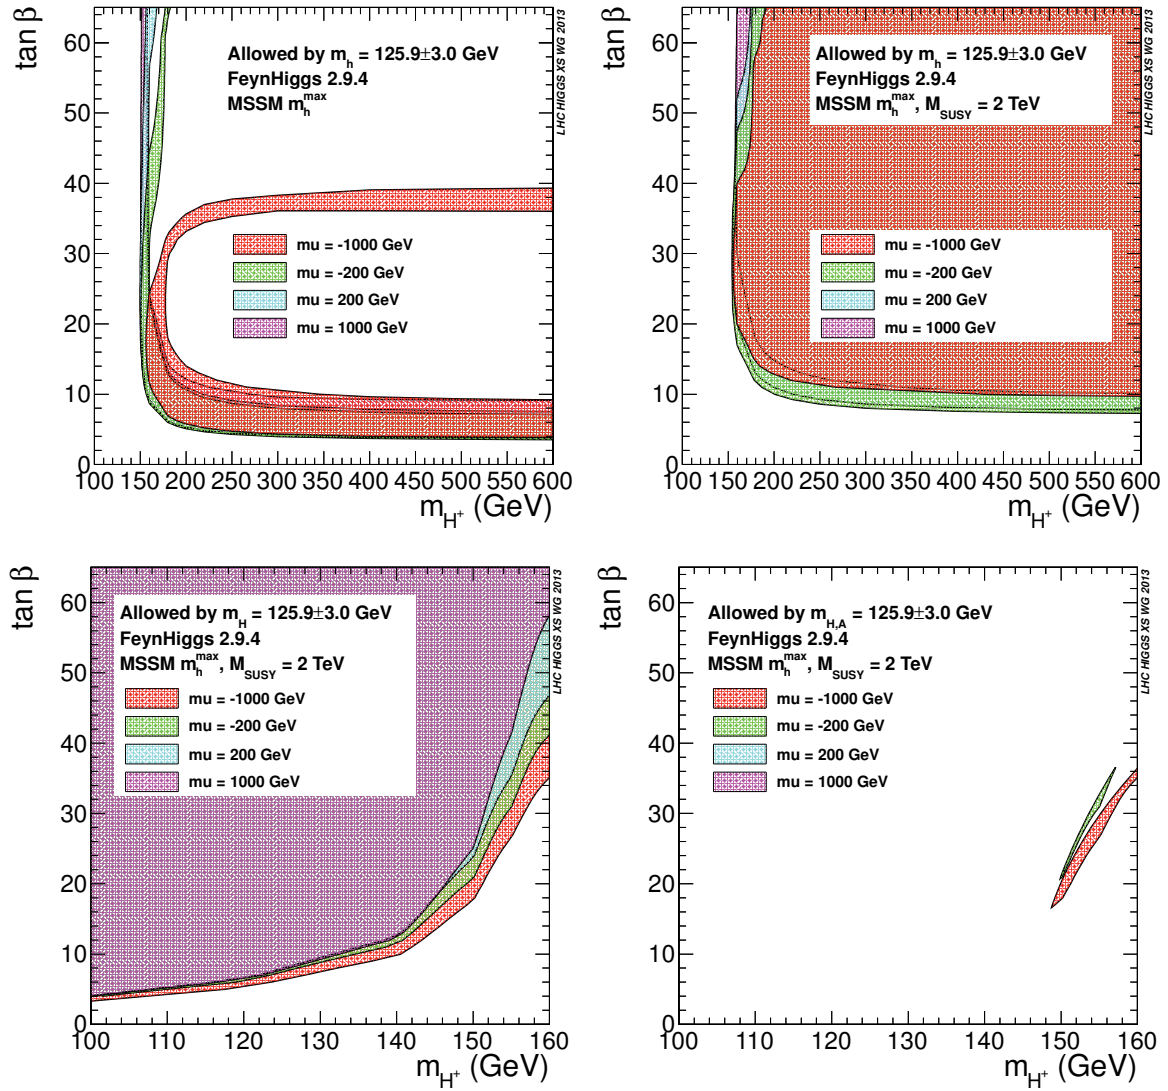 tan β
60
50
40
30
20
10
0
Allowed by m_h = 125.9±3.0 GeV
FeynHiggs 2.9.4
MSSM m_h^max
mu = -1000 GeV
mu = -200 GeV
mu = 200 GeV
mu = 1000 GeV
LHC HIGGS XS WG 2013
100 150 200 250 300 350 400 450 500 550 600
m_H+ (GeV)
tan β
60
50
40
30
20
10
0
Allowed by m_h = 125.9±3.0 GeV
FeynHiggs 2.9.4
MSSM m_h^max, M_SUSY = 2 TeV
mu = -1000 GeV
mu = -200 GeV
mu = 200 GeV
mu = 1000 GeV
LHC HIGGS XS WG 2013
100 150 200 250 300 350 400 450 500 550 600
m_H+ (GeV)
tan β
60
50
40
30
20
10
0
Allowed by m_H = 125.9±3.0 GeV
FeynHiggs 2.9.4
MSSM m_h^max, M_SUSY = 2 TeV
mu = -1000 GeV
mu = -200 GeV
mu = 200 GeV
mu = 1000 GeV
LHC HIGGS XS WG 2013
100 110 120 130 140 150 160
m_H+ (GeV)
tan β
60
50
40
30
20
10
0
Allowed by m_H,A = 125.9±3.0 GeV
FeynHiggs 2.9.4
MSSM m_h^max, M_SUSY = 2 TeV
mu = -1000 GeV
mu = -200 GeV
mu = 200 GeV
mu = 1000 GeV
LHC HIGGS XS WG 2013
100 110 120 130 140 150 160
m_H+ (GeV)